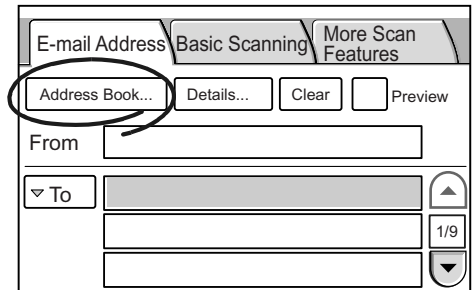 E-mail Address Basic Scanning More Scan
Features
Address Book... Details... Clear Preview
From
To
1/9